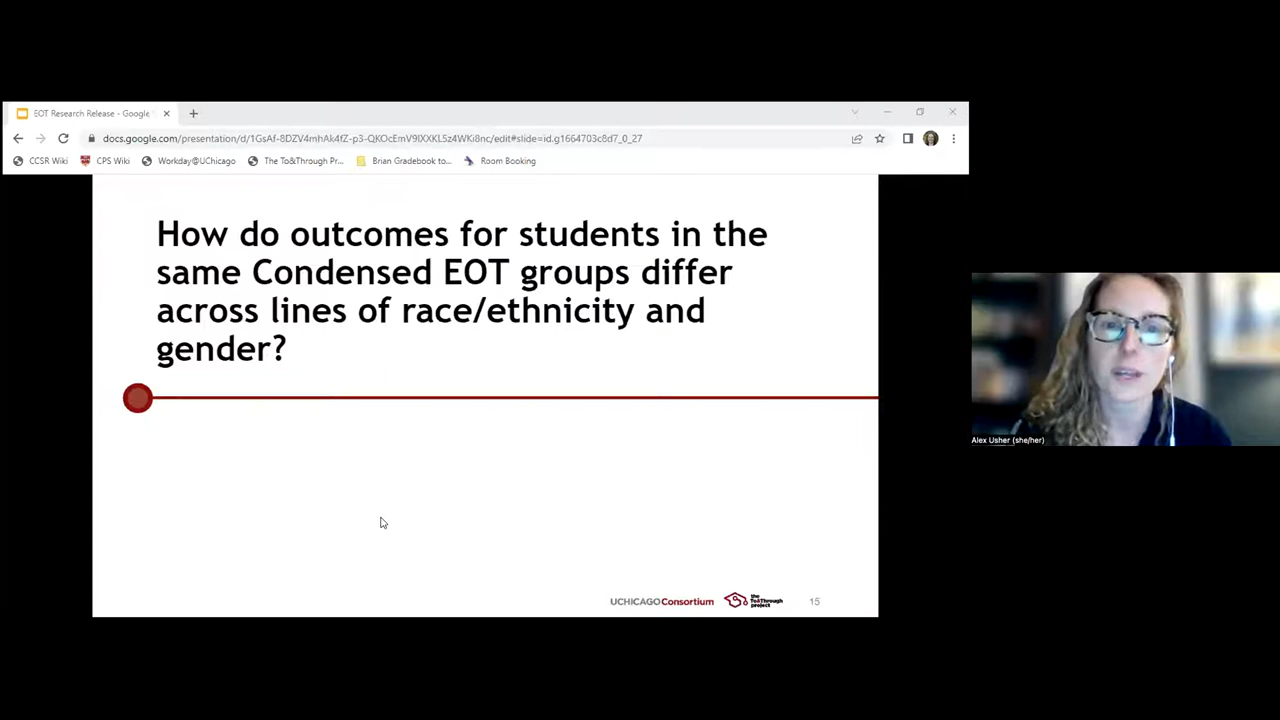 EOT Research Release - Google
docs.google.com/presentation/d/1GsAf-8DZV4mhAk4fZ-p3-QKOcEmV9lXXKL5z4WKi8nc/edit#slide=id.g1664703c8d7_0_27
CCSR Wiki CPS Wiki Workday@UChicago The To&Through Pr... Brian Gradebook to... Room Booking
How do outcomes for students in the
same Condensed EOT groups differ
across lines of race/ethnicity and
gender?
Alex Usher (she/her)
UCHICAGO Consortium the To&Through project 15